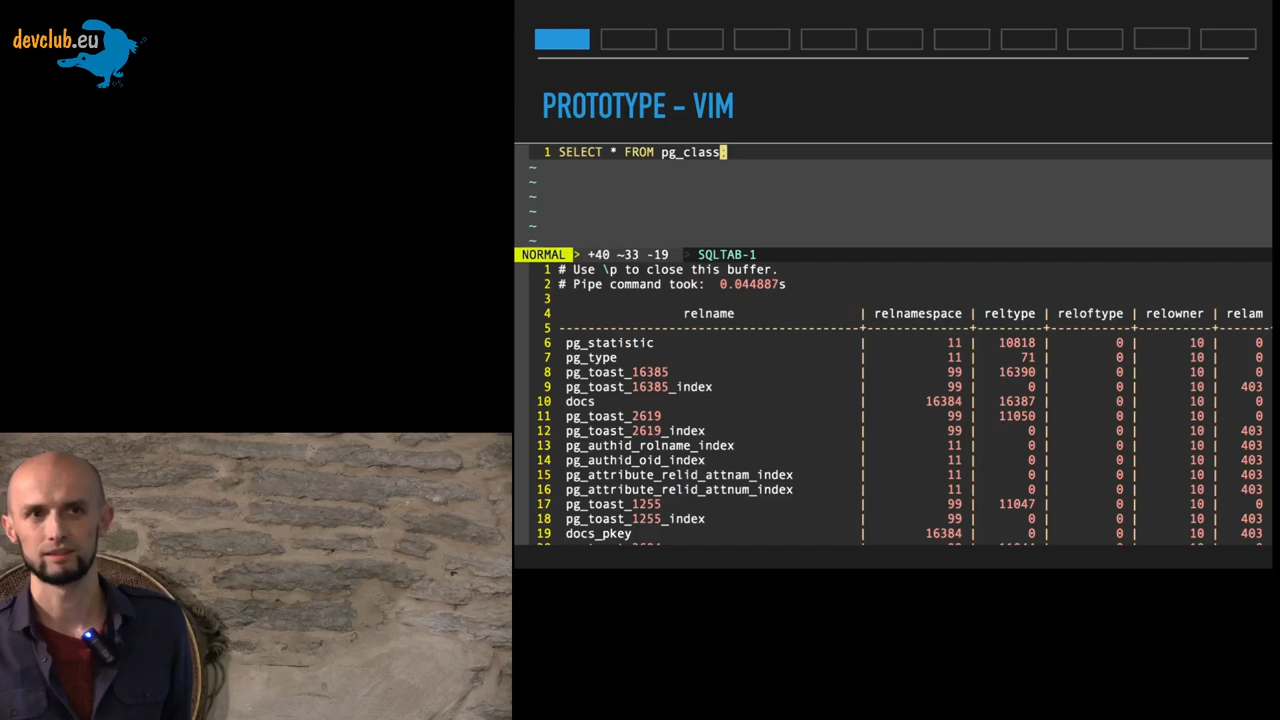 devclub.eu
PROTOTYPE - VIM
1 SELECT * FROM pg_class;
~
~
~
~
~
~
NORMAL > +40 ~33 -19 > SQLTAB-1
1 # Use \p to close this buffer.
2 # Pipe command took: 0.044887s
3
4 relname | relnamespace | reltype | reloftype | relowner | relam
5 -----------------------------------------+--------------+---------+-----------+----------+------
6 pg_statistic | 11 | 10818 | 0 | 10 | 0
7 pg_type | 11 | 71 | 0 | 10 | 0
8 pg_toast_16385 | 99 | 16390 | 0 | 10 | 0
9 pg_toast_16385_index | 99 | 0 | 0 | 10 | 403
10 docs | 16384 | 16387 | 0 | 10 | 0
11 pg_toast_2619 | 99 | 11050 | 0 | 10 | 0
12 pg_toast_2619_index | 99 | 0 | 0 | 10 | 403
13 pg_authid_rolname_index | 11 | 0 | 0 | 10 | 403
14 pg_authid_oid_index | 11 | 0 | 0 | 10 | 403
15 pg_attribute_relid_attnam_index | 11 | 0 | 0 | 10 | 403
16 pg_attribute_relid_attnum_index | 11 | 0 | 0 | 10 | 403
17 pg_toast_1255 | 99 | 11047 | 0 | 10 | 0
18 pg_toast_1255_index | 99 | 0 | 0 | 10 | 403
19 docs_pkey | 16384 | 0 | 0 | 10 | 403